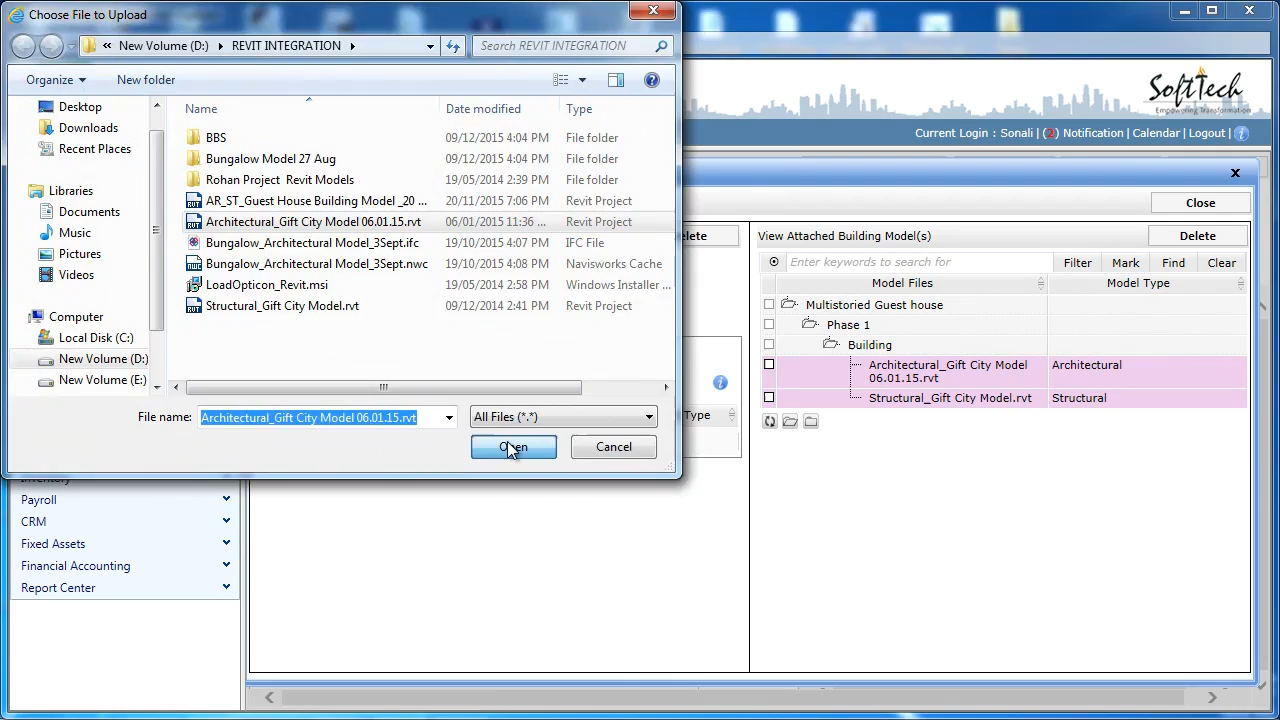 Choose File to Upload
« New Volume (D:) REVIT INTEGRATION
Search REVIT INTEGRATION
Organize New folder
Name Date modified Type
Desktop
Downloads
Recent Places
Libraries
Documents
Music
Pictures
Videos
Computer
Local Disk (C:)
New Volume (D:)
New Volume (E:)
BBS 09/12/2015 4:04 PM File folder
Bungalow Model 27 Aug 09/12/2015 4:04 PM File folder
Rohan Project Revit Models 19/05/2014 2:39 PM File folder
AR_ST_Guest House Building Model _20 ... 20/11/2015 7:06 PM Revit Project
Architectural_Gift City Model 06.01.15.rvt 06/01/2015 11:36 ... Revit Project
Bungalow_Architectural Model_3Sept.ifc 19/10/2015 4:07 PM IFC File
Bungalow_Architectural Model_3Sept.nwc 19/10/2015 4:08 PM Navisworks Cache
LoadOpticon_Revit.msi 19/05/2014 2:58 PM Windows Installer ...
Structural_Gift City Model.rvt 09/12/2014 2:41 PM Revit Project
File name: Architectural_Gift City Model 06.01.15.rvt All Files (*.*)
Open Cancel
SoftTech
Empowering Transformation
Current Login : Sonali | (2) Notification | Calendar | Logout |
Close
View Attached Building Model(s) Delete
Enter keywords to search for Filter Mark Find Clear
Model Files Model Type
Multistoried Guest house
Phase 1
Building
Architectural_Gift City Model
06.01.15.rvt Architectural
Structural_Gift City Model.rvt Structural
Type
Inventory
Payroll
CRM
Fixed Assets
Financial Accounting
Report Center